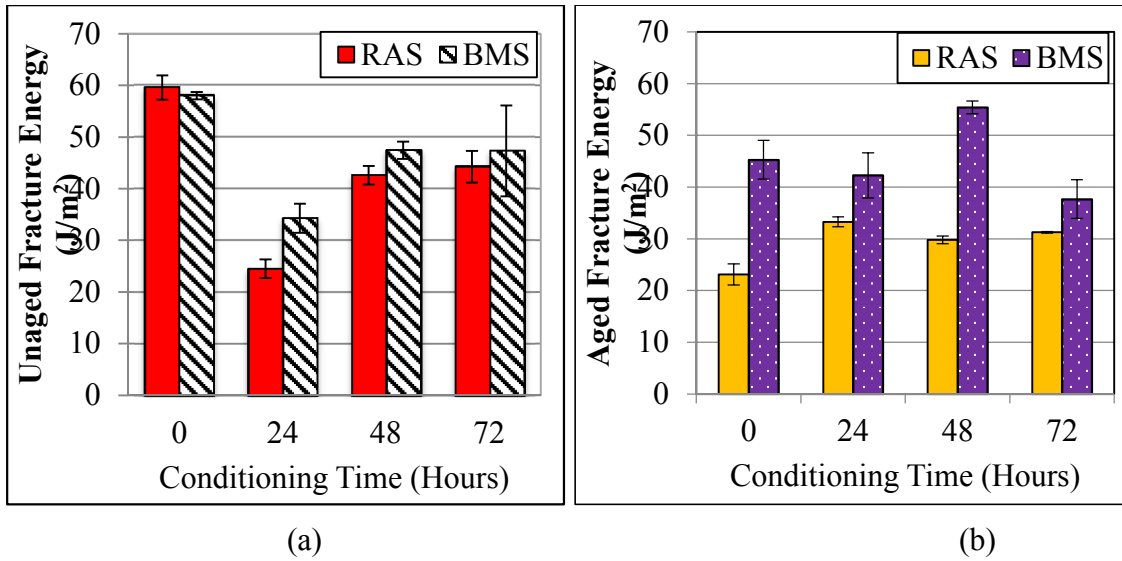 RAS BMS
Unaged Fracture Energy
(J/m²)
70
60
50
40
30
20
10
0
0 24 48 72
Conditioning Time (Hours)
(a)
RAS BMS
Aged Fracture Energy
(J/m²)
70
60
50
40
30
20
10
0
0 24 48 72
Conditioning Time (Hours)
(b)